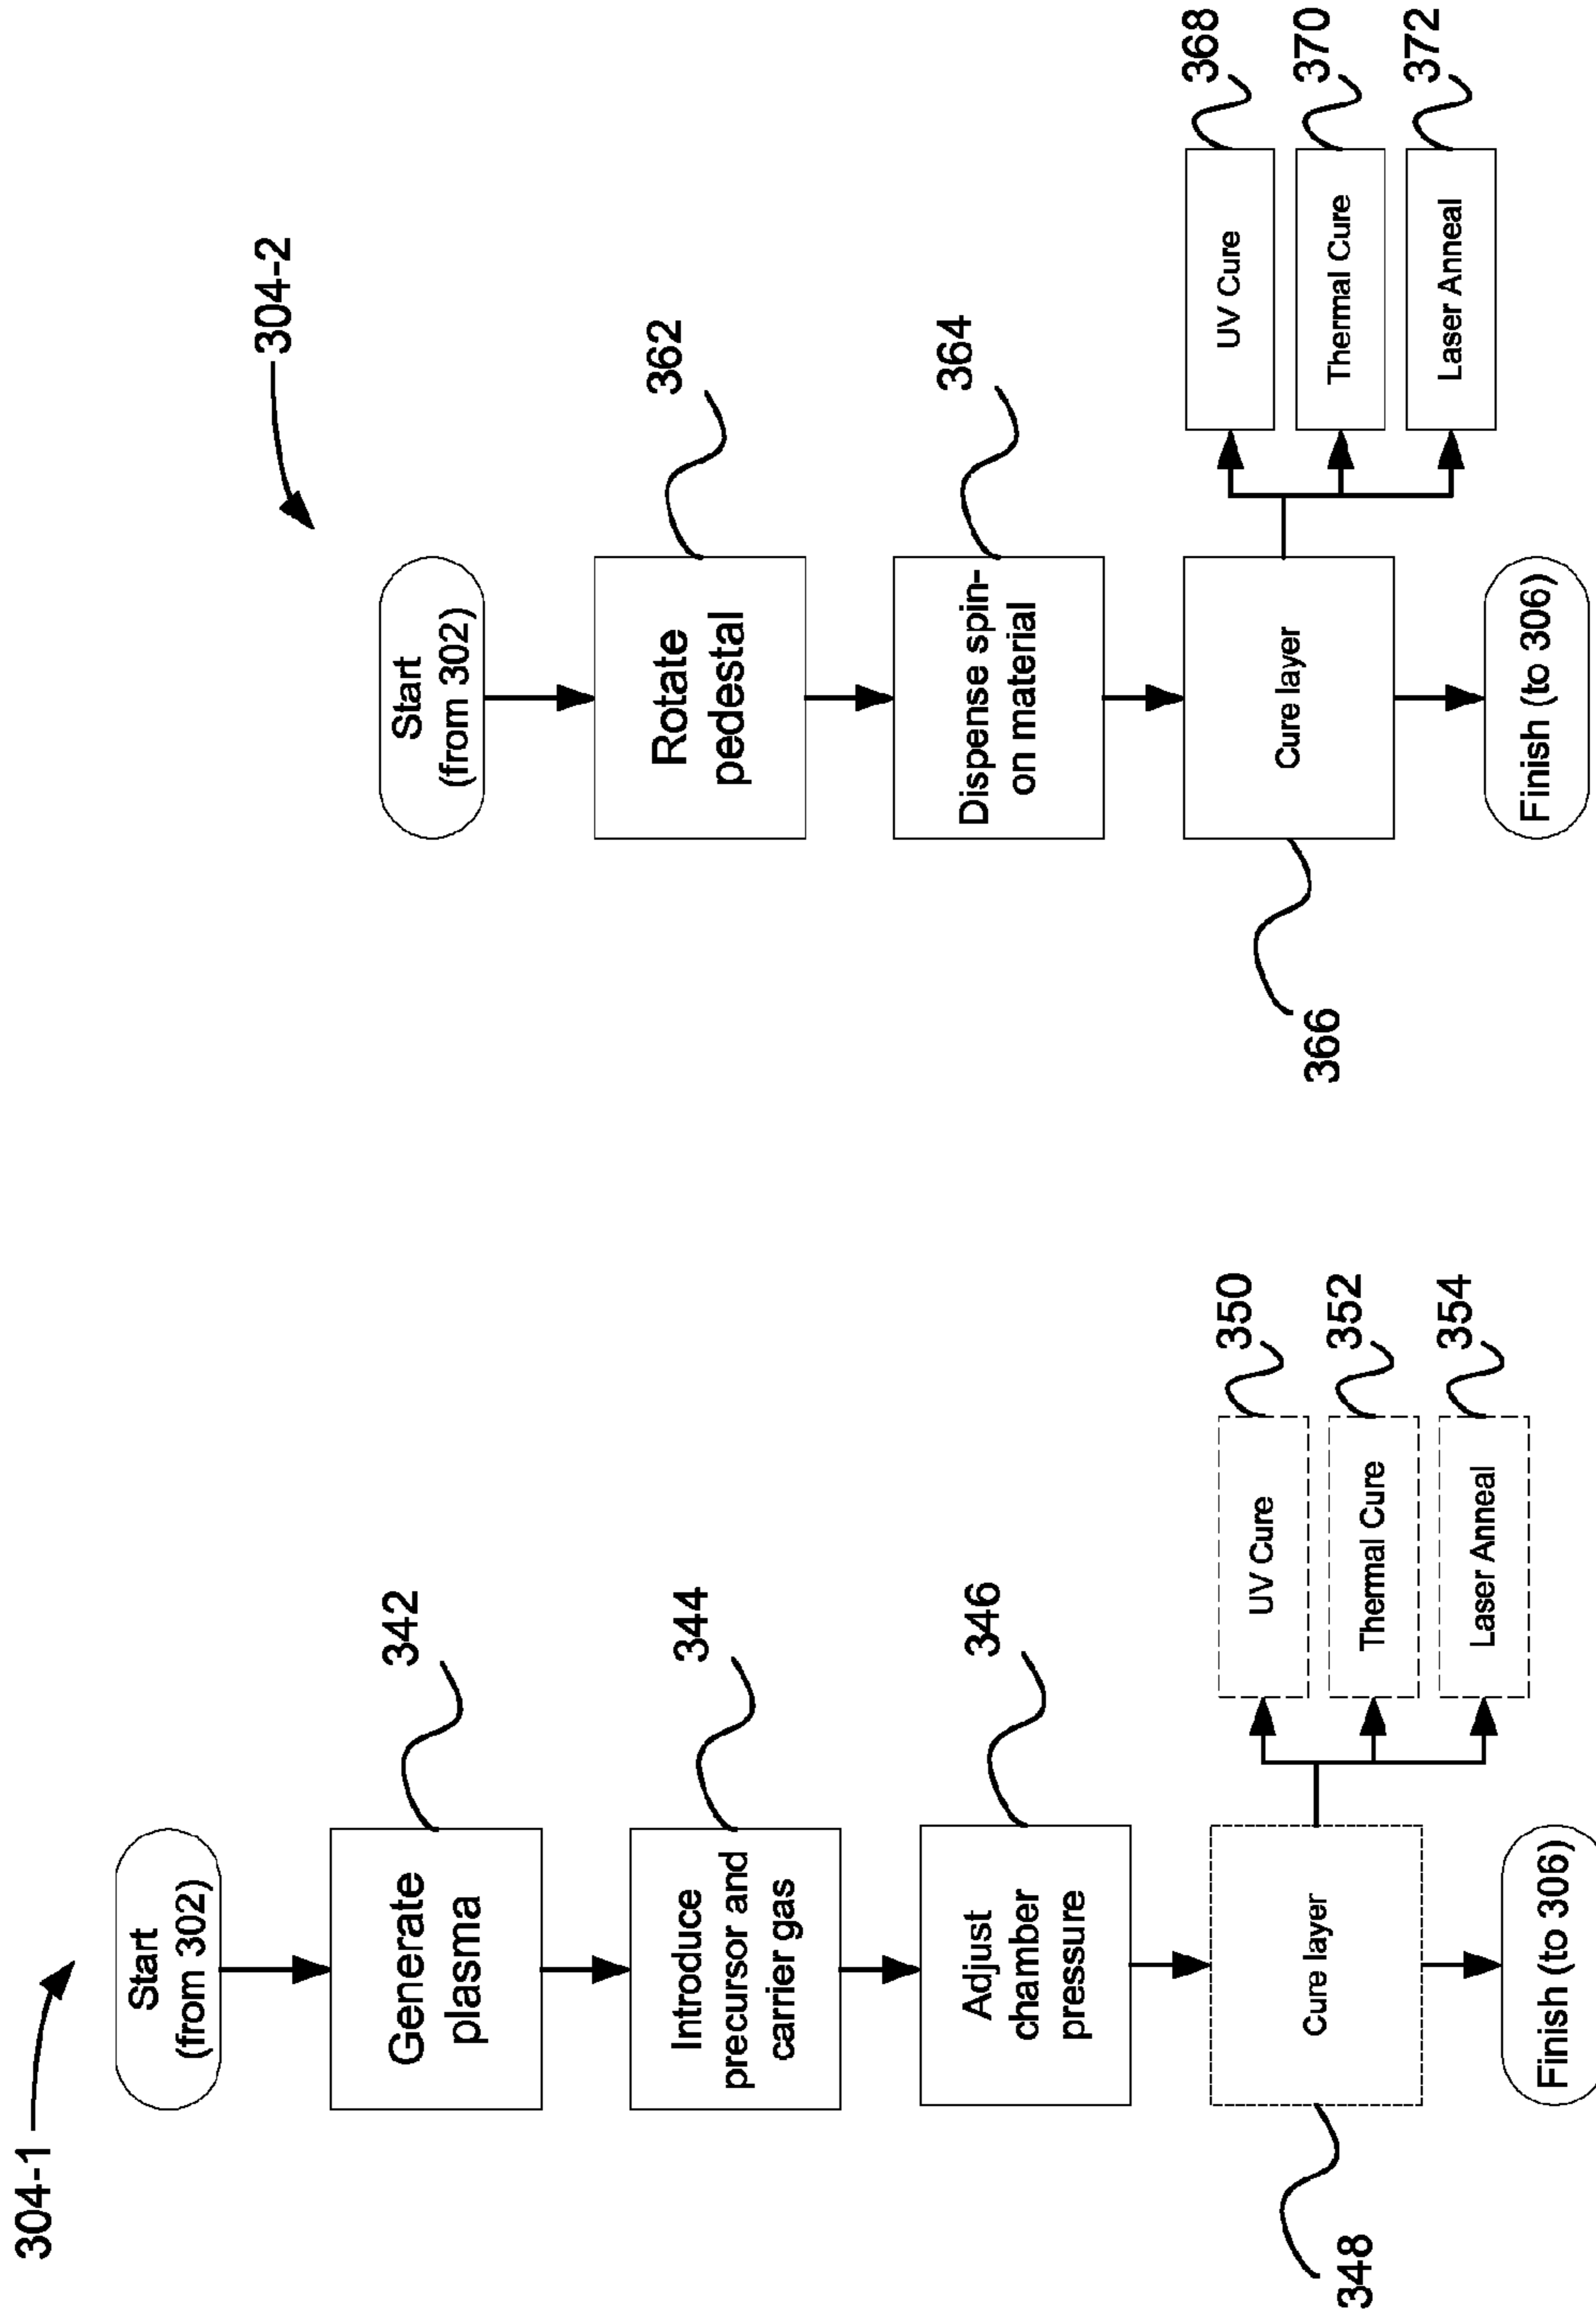 304-1
Start
(from 302)
Generate
plasma
342
Introduce
precursor and
carrier gas
344
Adjust
chamber
pressure
346
Cure layer
348
UV Cure
350
Thermal Cure
352
Laser Anneal
354
Finish (to 306)
304-2
Start
(from 302)
Rotate
pedestal
362
Dispense spin-
on material
364
Cure layer
366
UV Cure
368
Thermal Cure
370
Laser Anneal
372
Finish (to 306)